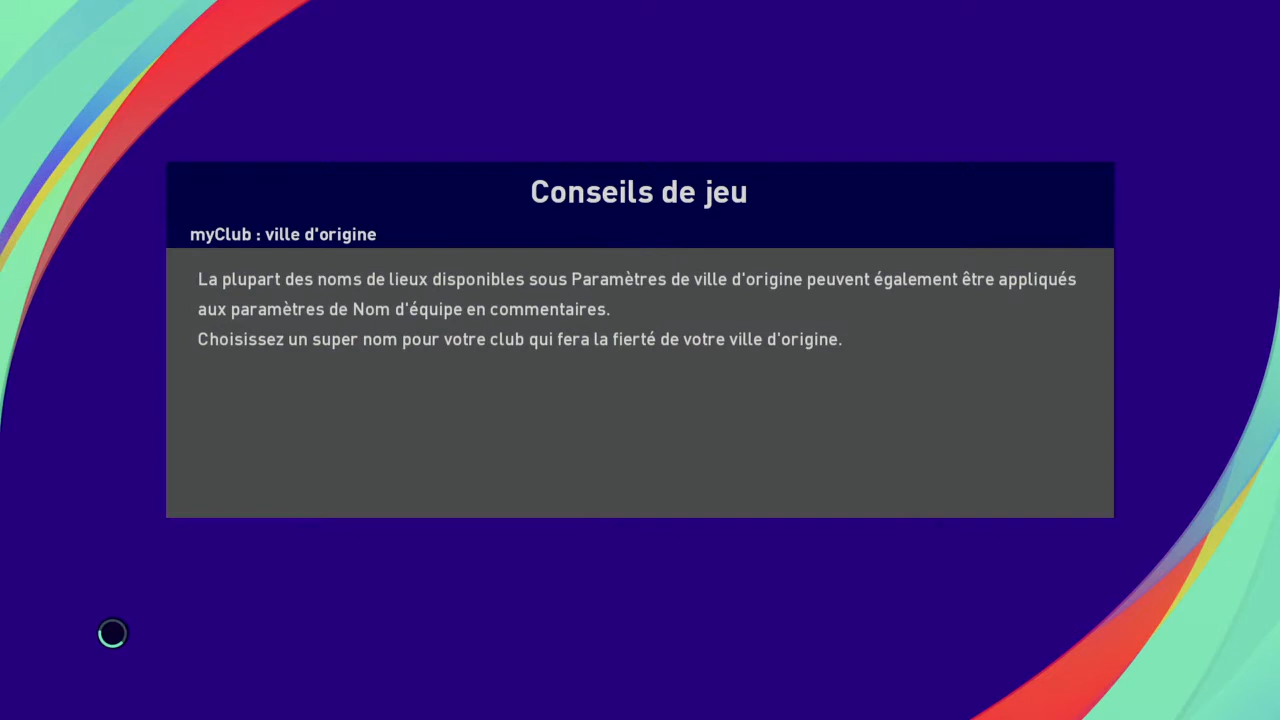 Conseils de jeu
myClub : ville d'origine
La plupart des noms de lieux disponibles sous Paramètres de ville d'origine peuvent également être appliqués
aux paramètres de Nom d'équipe en commentaires.
Choisissez un super nom pour votre club qui fera la fierté de votre ville d'origine.